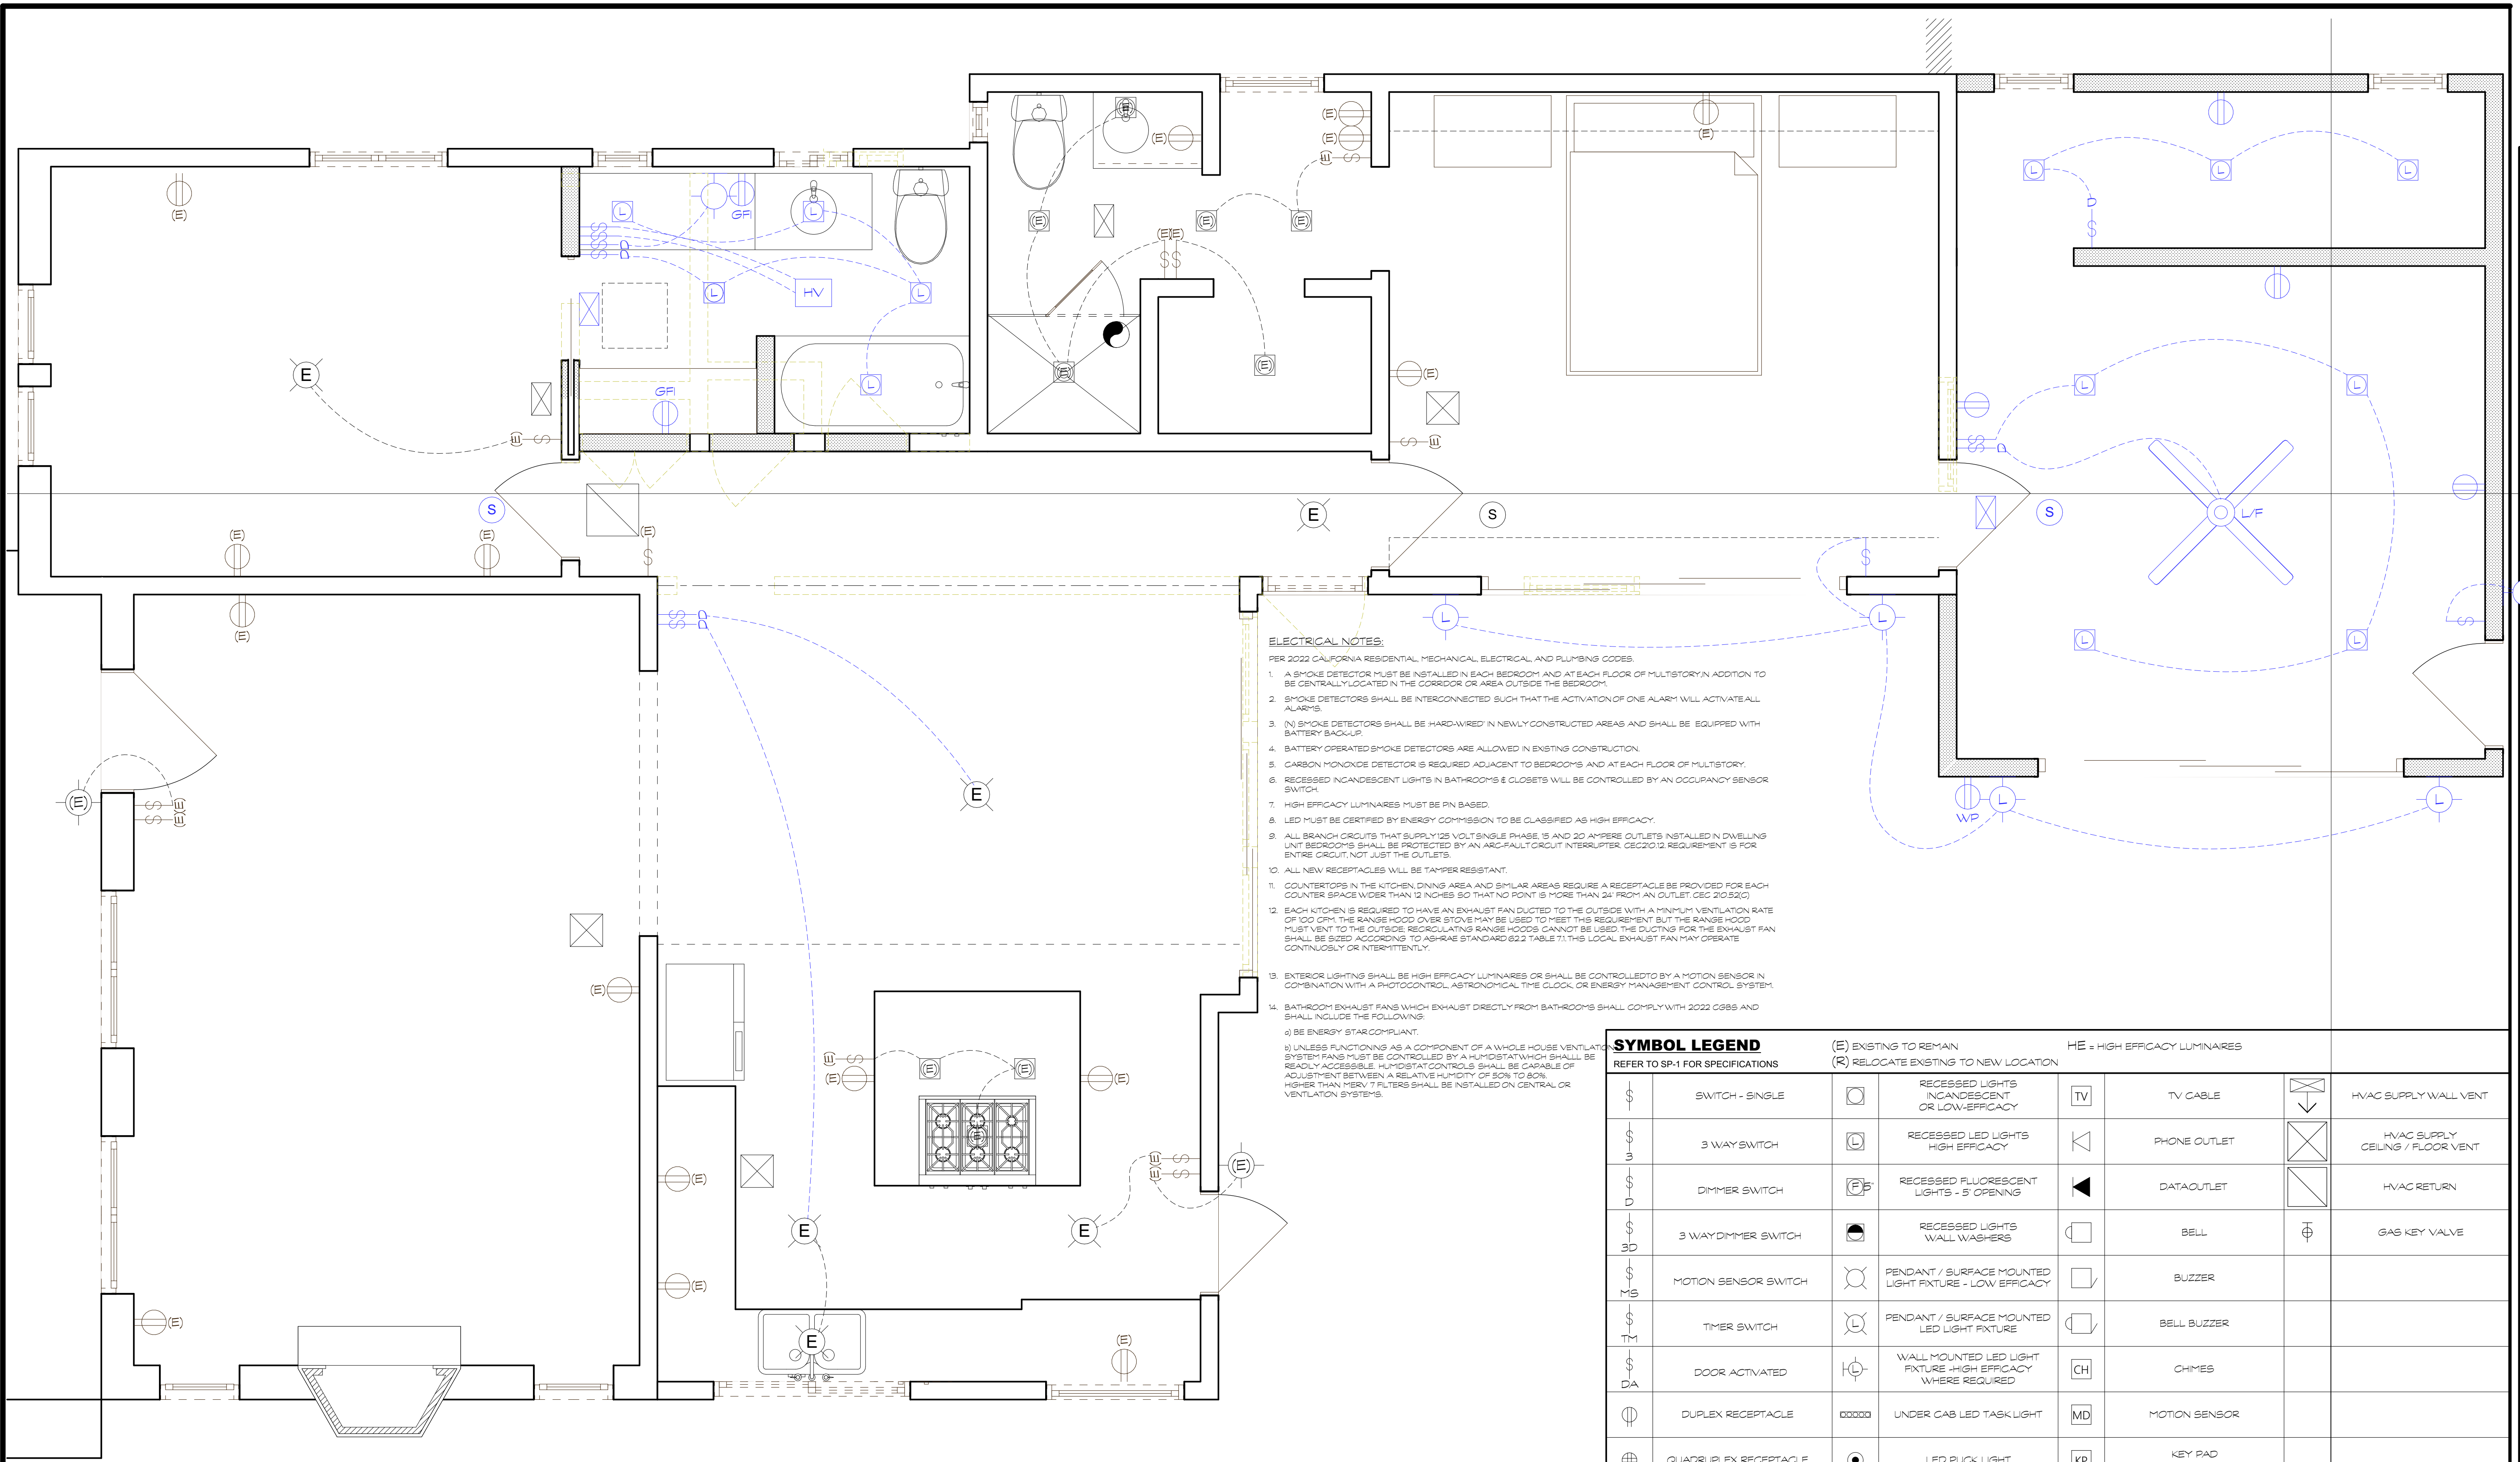 (E)
(E)
(E)
(E)
S
(E)
(E)
(E)
S
S
S
S
S
D
D
GFI
L
L
L
L
L
HV
GFI
(E)
(E)
(E)
(E)
(E)
S
(E)
(E)
(E)
(E)(E)
S S
(E)
(E)
(E)
(E)
S
(E)
L
L
L
D
S
E
(E)
S
S
E
S
S
L
L
S
S
D
L/F
L
L
S
(E)
(E)
(E)
S
S
S
D
D
S
L
L
(E)
S
S
(E)(E)
E
WP
L
L
(E)
(E)
S
(E)
(E)
(E)
(E)
(E)
(E)
(E)
(E)
(E)
S
S
(E)
E
E
E
(E)
(E)
ELECTRICAL NOTES:
PER 2022 CALIFORNIA RESIDENTIAL, MECHANICAL, ELECTRICAL, AND PLUMBING CODES.
1. A SMOKE DETECTOR MUST BE INSTALLED IN EACH BEDROOM AND AT EACH FLOOR OF MULTISTORY,IN ADDITION TO
BE CENTRALLY LOCATED IN THE CORRIDOR OR AREA OUTSIDE THE BEDROOM.
2. SMOKE DETECTORS SHALL BE INTERCONNECTED SUCH THAT THE ACTIVATION OF ONE ALARM WILL ACTIVATE ALL
ALARMS.
3. (N) SMOKE DETECTORS SHALL BE :HARD-WIRED' IN NEWLY CONSTRUCTED AREAS AND SHALL BE EQUIPPED WITH
BATTERY BACK-UP.
4. BATTERY OPERATED SMOKE DETECTORS ARE ALLOWED IN EXISTING CONSTRUCTION.
5. CARBON MONOXIDE DETECTOR IS REQUIRED ADJACENT TO BEDROOMS AND AT EACH FLOOR OF MULTISTORY.
6. RECESSED INCANDESCENT LIGHTS IN BATHROOMS & CLOSETS WILL BE CONTROLLED BY AN OCCUPANCY SENSOR
SWITCH.
7. HIGH EFFICACY LUMINAIRES MUST BE PIN BASED.
8. LED MUST BE CERTIFIED BY ENERGY COMMISSION TO BE CLASSIFIED AS HIGH EFFICACY.
9. ALL BRANCH CIRCUITS THAT SUPPLY 125 VOLT SINGLE PHASE, 15 AND 20 AMPERE OUTLETS INSTALLED IN DWELLING
UNIT BEDROOMS SHALL BE PROTECTED BY AN ARC-FAULT CIRCUIT INTERRUPTER. CEC210.12. REQUIREMENT IS FOR
ENTIRE CIRCUIT, NOT JUST THE OUTLETS.
10. ALL NEW RECEPTACLES WILL BE TAMPER RESISTANT.
11. COUNTERTOPS IN THE KITCHEN, DINING AREA AND SIMILAR AREAS REQUIRE A RECEPTACLE BE PROVIDED FOR EACH
COUNTER SPACE WIDER THAN 12 INCHES SO THAT NO POINT IS MORE THAN 24" FROM AN OUTLET. CEC 210.52(C)
12. EACH KITCHEN IS REQUIRED TO HAVE AN EXHAUST FAN DUCTED TO THE OUTSIDE WITH A MINIMUM VENTILATION RATE
OF 100 CFM. THE RANGE HOOD OVER STOVE MAY BE USED TO MEET THIS REQUIREMENT BUT THE RANGE HOOD
MUST VENT TO THE OUTSIDE; RECIRCULATING RANGE HOODS CANNOT BE USED. THE DUCTING FOR THE EXHAUST FAN
SHALL BE SIZED ACCORDING TO ASHRAE STANDARD 62.2 TABLE 7.1. THIS LOCAL EXHAUST FAN MAY OPERATE
CONTINUOSLY OR INTERMITTENTLY.
13. EXTERIOR LIGHTING SHALL BE HIGH EFFICACY LUMINAIRES OR SHALL BE CONTROLLEDTO BY A MOTION SENSOR IN
COMBINATION WITH A PHOTOCONTROL, ASTRONOMICAL TIME CLOCK, OR ENERGY MANAGEMENT CONTROL SYSTEM.
14. BATHROOM EXHAUST FANS WHICH EXHAUST DIRECTLY FROM BATHROOMS SHALL COMPLY WITH 2022 CGBS AND
SHALL INCLUDE THE FOLLOWING:
a) BE ENERGY STAR COMPLIANT.
b) UNLESS FUNCTIONING AS A COMPONENT OF A WHOLE HOUSE VENTILATION
SYSTEM FANS MUST BE CONTROLLED BY A HUMIDISTAT WHICH SHALLL BE
READILY ACCESSIBLE. HUMIDISTAT CONTROLS SHALL BE CAPABLE OF
ADJUSTMENT BETWEEN A RELATIVE HUMIDITY OF 50% TO 80%.
HIGHER THAN MERV 7 FILTERS SHALL BE INSTALLED ON CENTRAL OR
VENTILATION SYSTEMS.
SYMBOL LEGEND
REFER TO SP-1 FOR SPECIFICATIONS
(E) EXISTING TO REMAIN
(R) RELOCATE EXISTING TO NEW LOCATION
HE = HIGH EFFICACY LUMINAIRES
S SWITCH - SINGLE
RECESSED LIGHTS
INCANDESCENT
OR LOW-EFFICACY
TV TV CABLE
HVAC SUPPLY WALL VENT
S
3 3 WAY SWITCH
L RECESSED LED LIGHTS
HIGH EFFICACY
PHONE OUTLET
HVAC SUPPLY
CEILING / FLOOR VENT
S
D DIMMER SWITCH
F 5" RECESSED FLUORESCENT
LIGHTS - 5" OPENING
DATAOUTLET
HVAC RETURN
S
3D 3 WAY DIMMER SWITCH
RECESSED LIGHTS
WALL WASHERS
BELL
GAS KEY VALVE
S
MS MOTION SENSOR SWITCH
PENDANT / SURFACE MOUNTED
LIGHT FIXTURE - LOW EFFICACY
BUZZER
S
TM TIMER SWITCH
L PENDANT / SURFACE MOUNTED
LED LIGHT FIXTURE
BELL BUZZER
S
DA DOOR ACTIVATED
L WALL MOUNTED LED LIGHT
FIXTURE -HIGH EFFICACY
WHERE REQUIRED
CH CHIMES
DUPLEX RECEPTACLE
UNDER CAB LED TASK LIGHT
MD MOTION SENSOR
QUADRUPLEX RECEPTACLE
LED PUCK LIGHT
KP KEY PAD